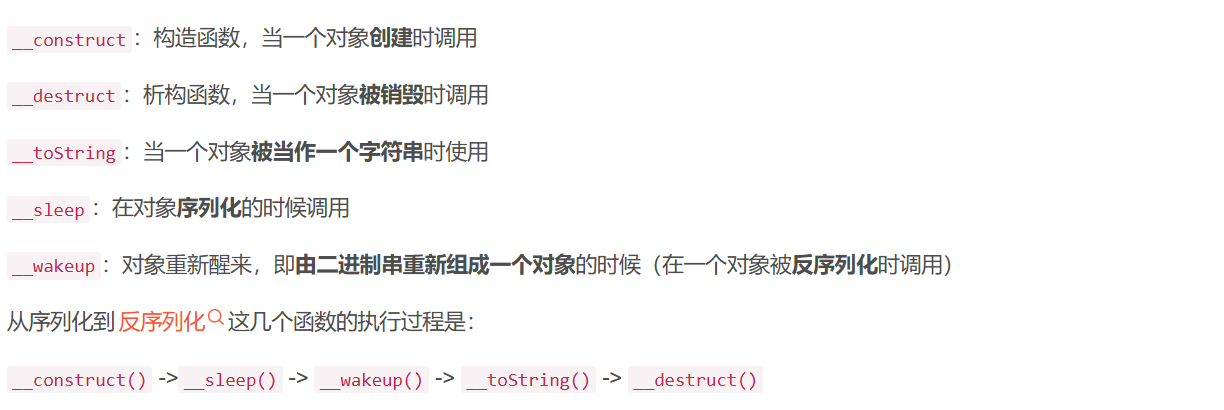 __construct：构造函数，当一个对象创建时调用
__destruct：析构函数，当一个对象被销毁时调用
__toString：当一个对象被当作一个字符串时使用
__sleep：在对象序列化的时候调用
__wakeup：对象重新醒来，即由二进制串重新组成一个对象的时候（在一个对象被反序列化时调用）
从序列化到反序列化这几个函数的执行过程是：
__construct() -> __sleep() -> __wakeup() -> __toString() -> __destruct()